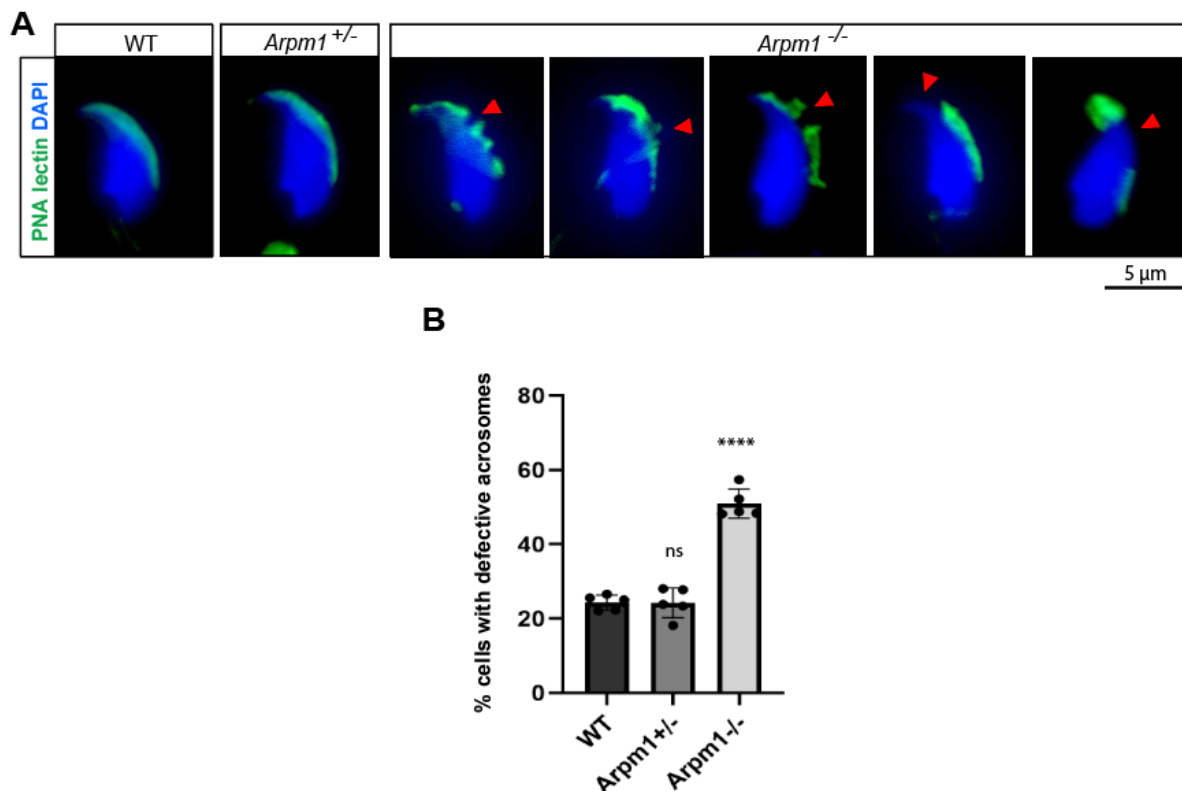 A
WT
Arpm1+/-
Arpm1-/-
PNA lectin DAPI
5 µm
B
% cells with defective acrosomes
80
60
40
20
0
ns
****
WT
Arpm1+/-
Arpm1-/-